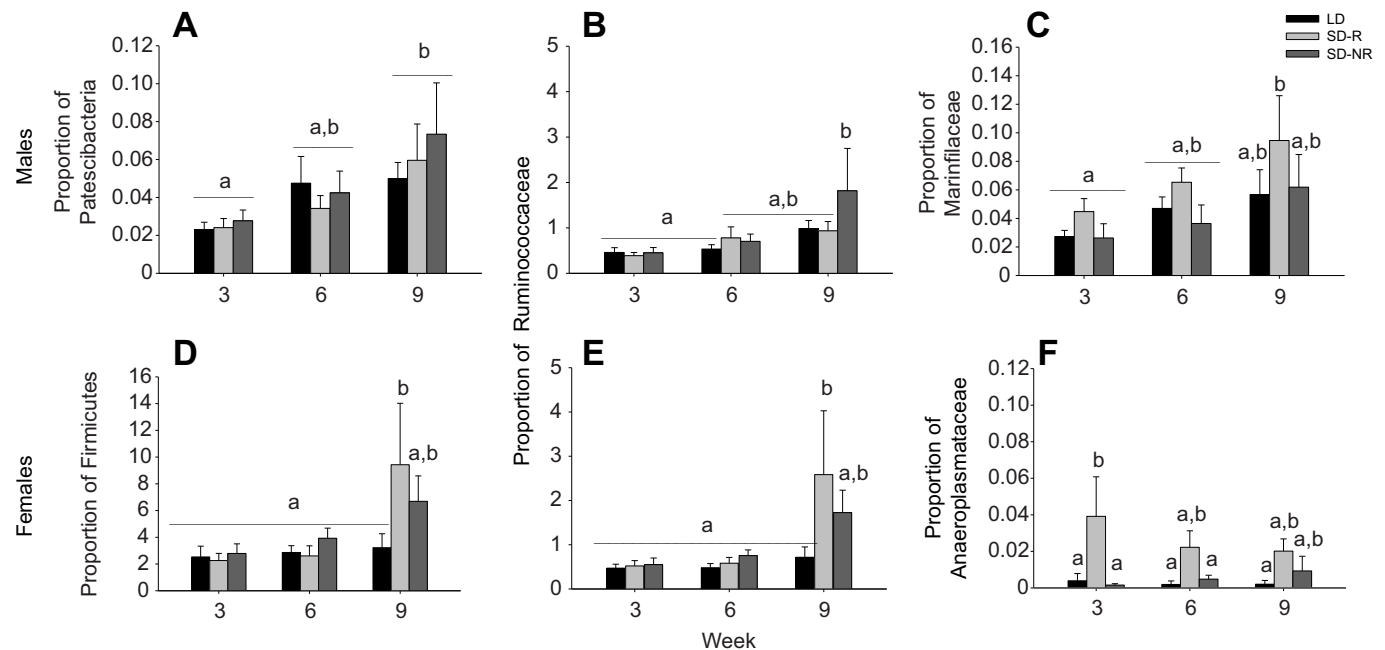 A
B
C
LD
SD-R
SD-NR
Males
Proportion of
Patescibacteria
0.12
0.10
0.08
0.06
0.04
0.02
0
a
a,b
b
3
6
9
5
4
3
2
1
0
a
a,b
b
3
6
9
Proportion of
Marinfilaceae
0.16
0.14
0.12
0.10
0.08
0.06
0.04
0.02
0
a
a,b
a,b
b
a,b
3
6
9
Proportion of Ruminoccaceae
D
E
F
Females
Proportion of Firmicutes
16
14
12
10
8
6
4
2
0
a
b
a,b
3
6
9
5
4
3
2
1
0
a
b
a,b
3
6
9
Week
Proportion of
Anaeroplasmataceae
0.12
0.10
0.08
0.06
0.04
0.02
0
a
b
a
a
a,b
a
a
a,b
a,b
3
6
9